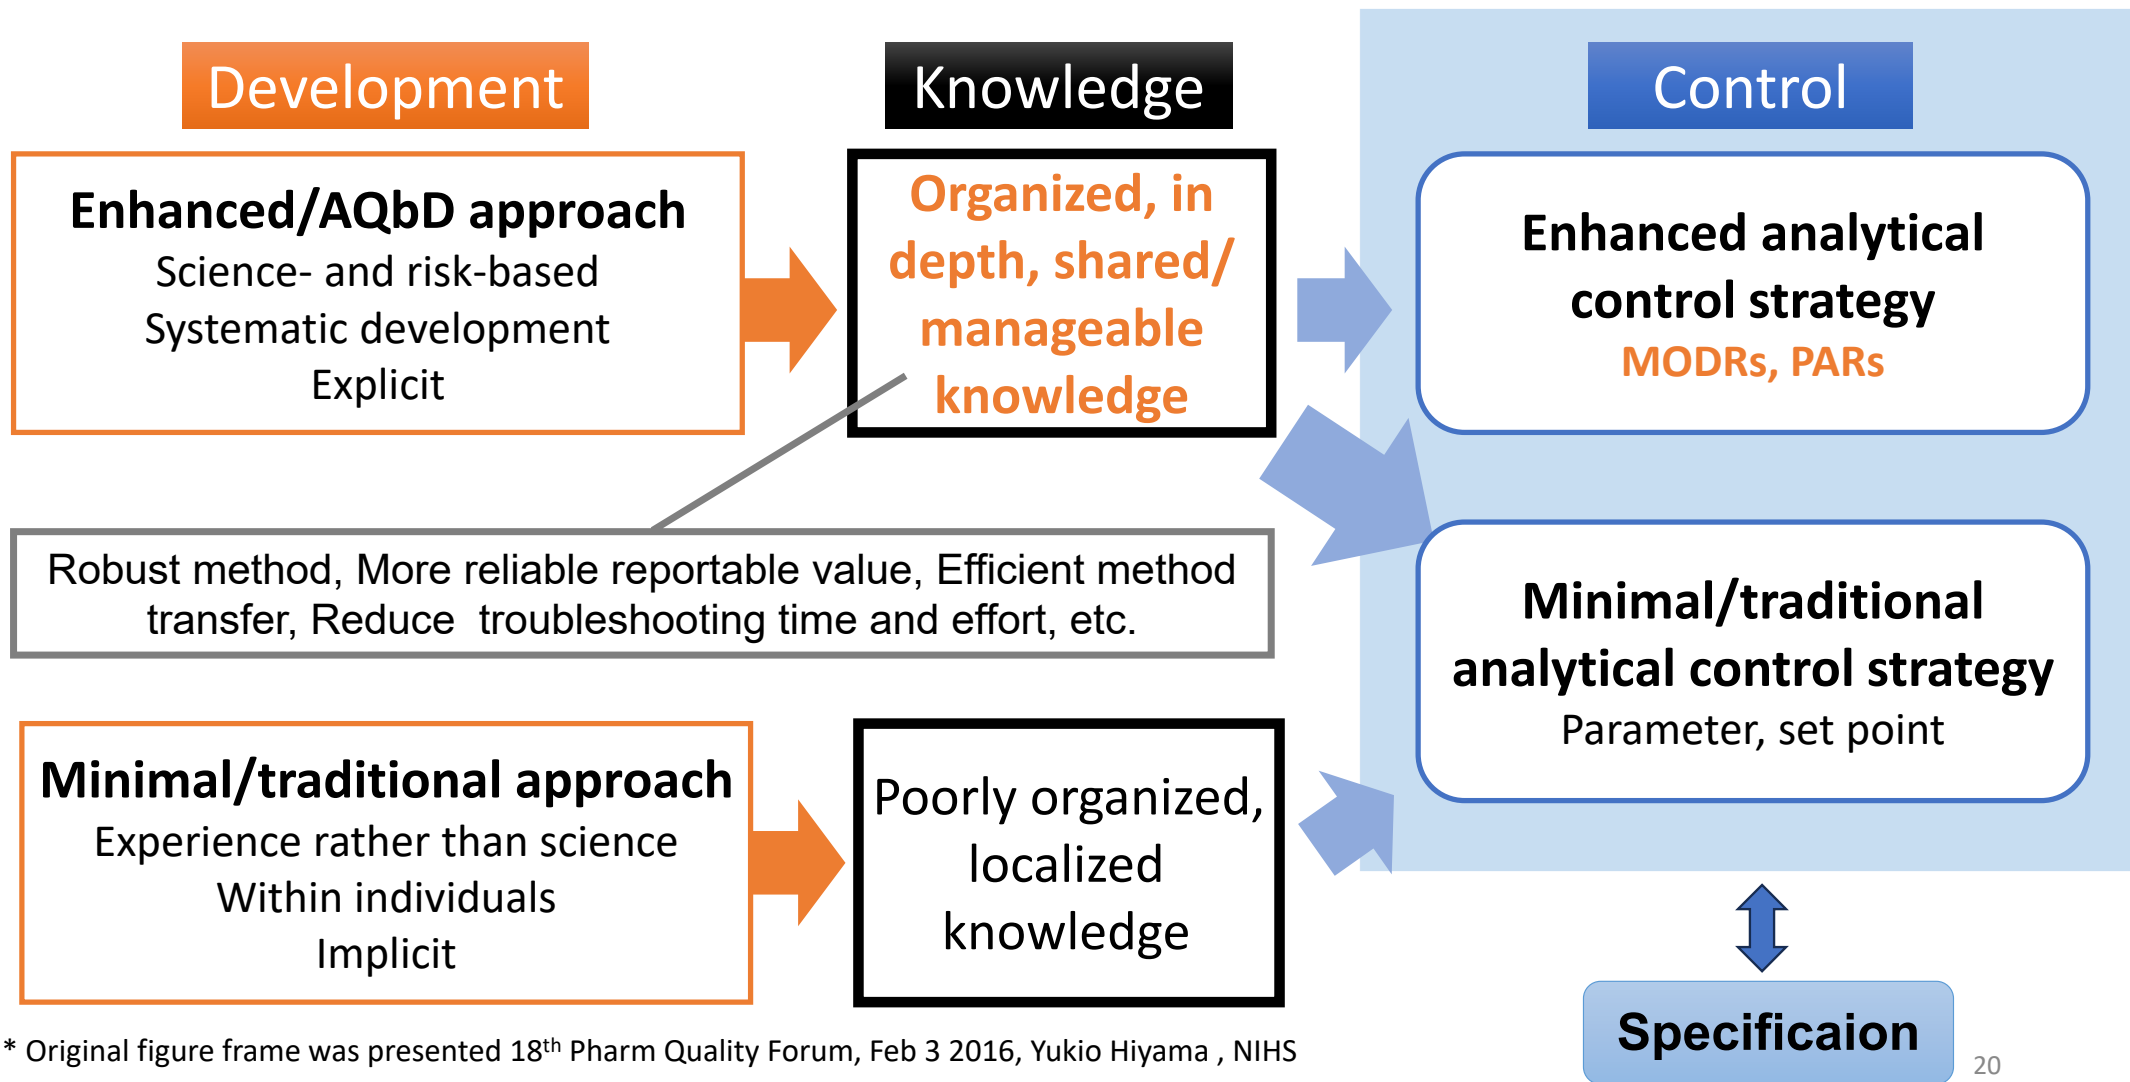 Development
Knowledge
Control
Enhanced/AQbD approach
Science- and risk-based
Systematic development
Explicit
Organized, in
depth, shared/
manageable
knowledge
Enhanced analytical
control strategy
MODRs, PARs
Robust method, More reliable reportable value, Efficient method
transfer, Reduce  troubleshooting time and effort, etc.
Minimal/traditional
analytical control strategy
Parameter, set point
Minimal/traditional approach
Experience rather than science
Within individuals
Implicit
Poorly organized,
localized
knowledge
Specificaion
* Original figure frame was presented 18th Pharm Quality Forum, Feb 3 2016, Yukio Hiyama , NIHS
20